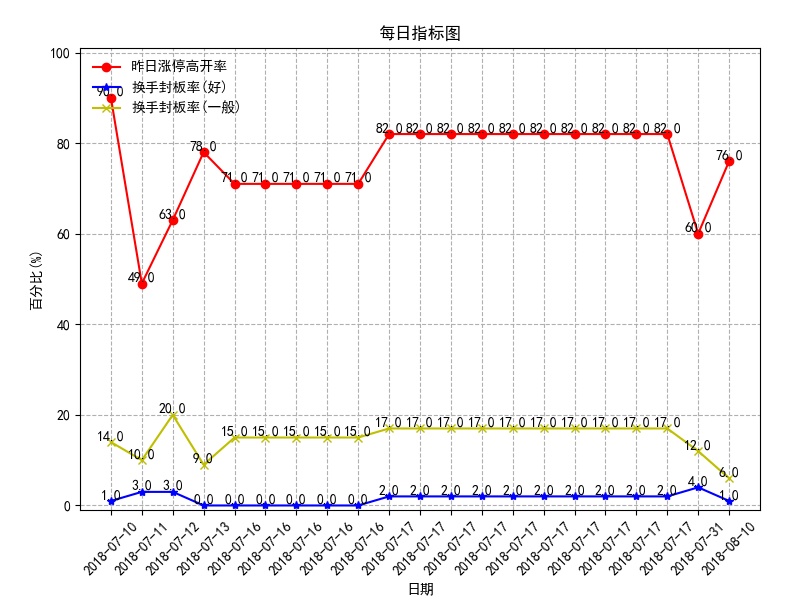 每日指标图
昨日涨停高开率
换手封板率(好)
换手封板率(一般)
百分比(%)
100
80
60
40
20
0
90.0 49.0 63.0 78.0 71.0 71.0 71.0 71.0 71.0 82.0 82.0 82.0 82.0 82.0 82.0 82.0 82.0 82.0 82.0 60.0 76.0
14.0 10.0 20.0 9.0 15.0 15.0 15.0 15.0 15.0 17.0 17.0 17.0 17.0 17.0 17.0 17.0 17.0 17.0 17.0 12.0 6.0
1.0 3.0 3.0 0.0 0.0 0.0 0.0 0.0 0.0 2.0 2.0 2.0 2.0 2.0 2.0 2.0 2.0 2.0 2.0 4.0 1.0
2018-07-10 2018-07-11 2018-07-12 2018-07-13 2018-07-16 2018-07-16 2018-07-16 2018-07-16 2018-07-16 2018-07-17 2018-07-17 2018-07-17 2018-07-17 2018-07-17 2018-07-17 2018-07-17 2018-07-17 2018-07-17 2018-07-17 2018-07-31 2018-08-10
日期